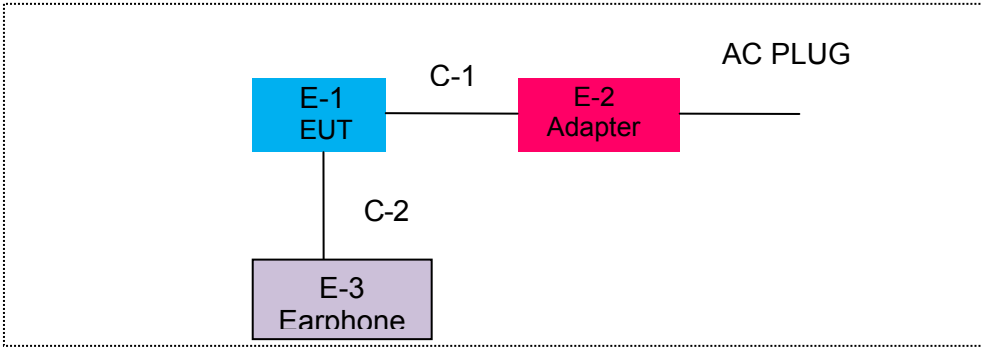 AC PLUG
C-1
E-1
EUT
E-2
Adapter
C-2
E-3
Earphone